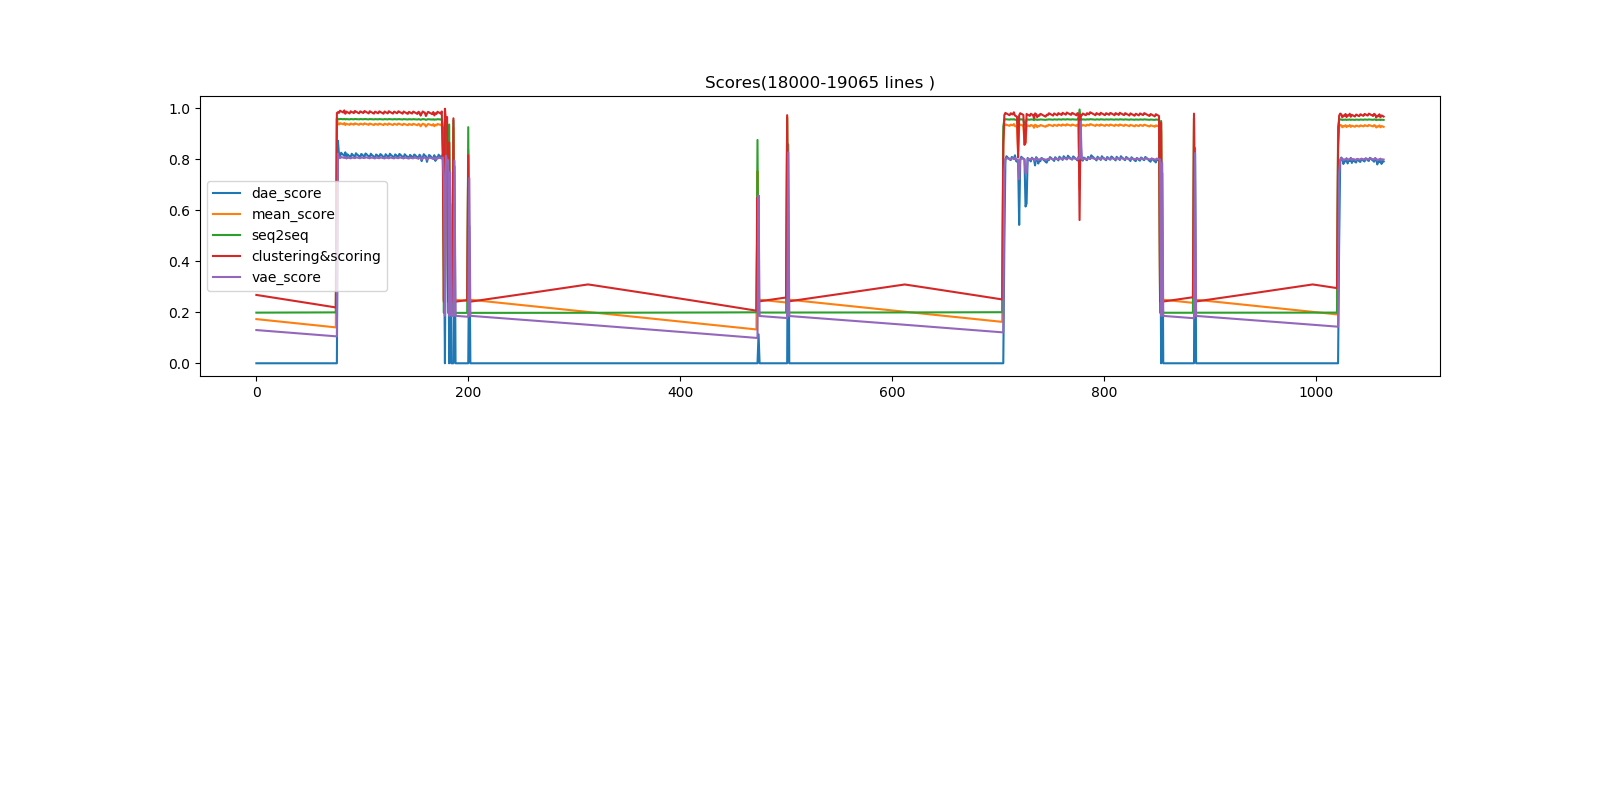 Scores(18000-19065 lines )
1.0
0.8
0.6
0.4
0.2
0.0
dae_score
mean_score
seq2seq
clustering&scoring
vae_score
0 200 400 600 800 1000